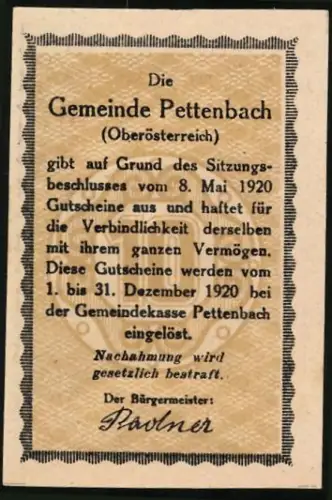 Die
Gemeinde Pettenbach
(Oberösterreich)
gibt auf Grund des Sitzungs-
beschlusses vom 8. Mai 1920
Gutscheine aus und haftet für
die Verbindlichkeit derselben
mit ihrem ganzen Vermögen.
Diese Gutscheine werden vom
1. bis 31. Dezember 1920 bei
der Gemeindekasse Pettenbach
eingelöst.
Nachahmung wird
gesetzlich bestraft.
Der Bürgermeister: